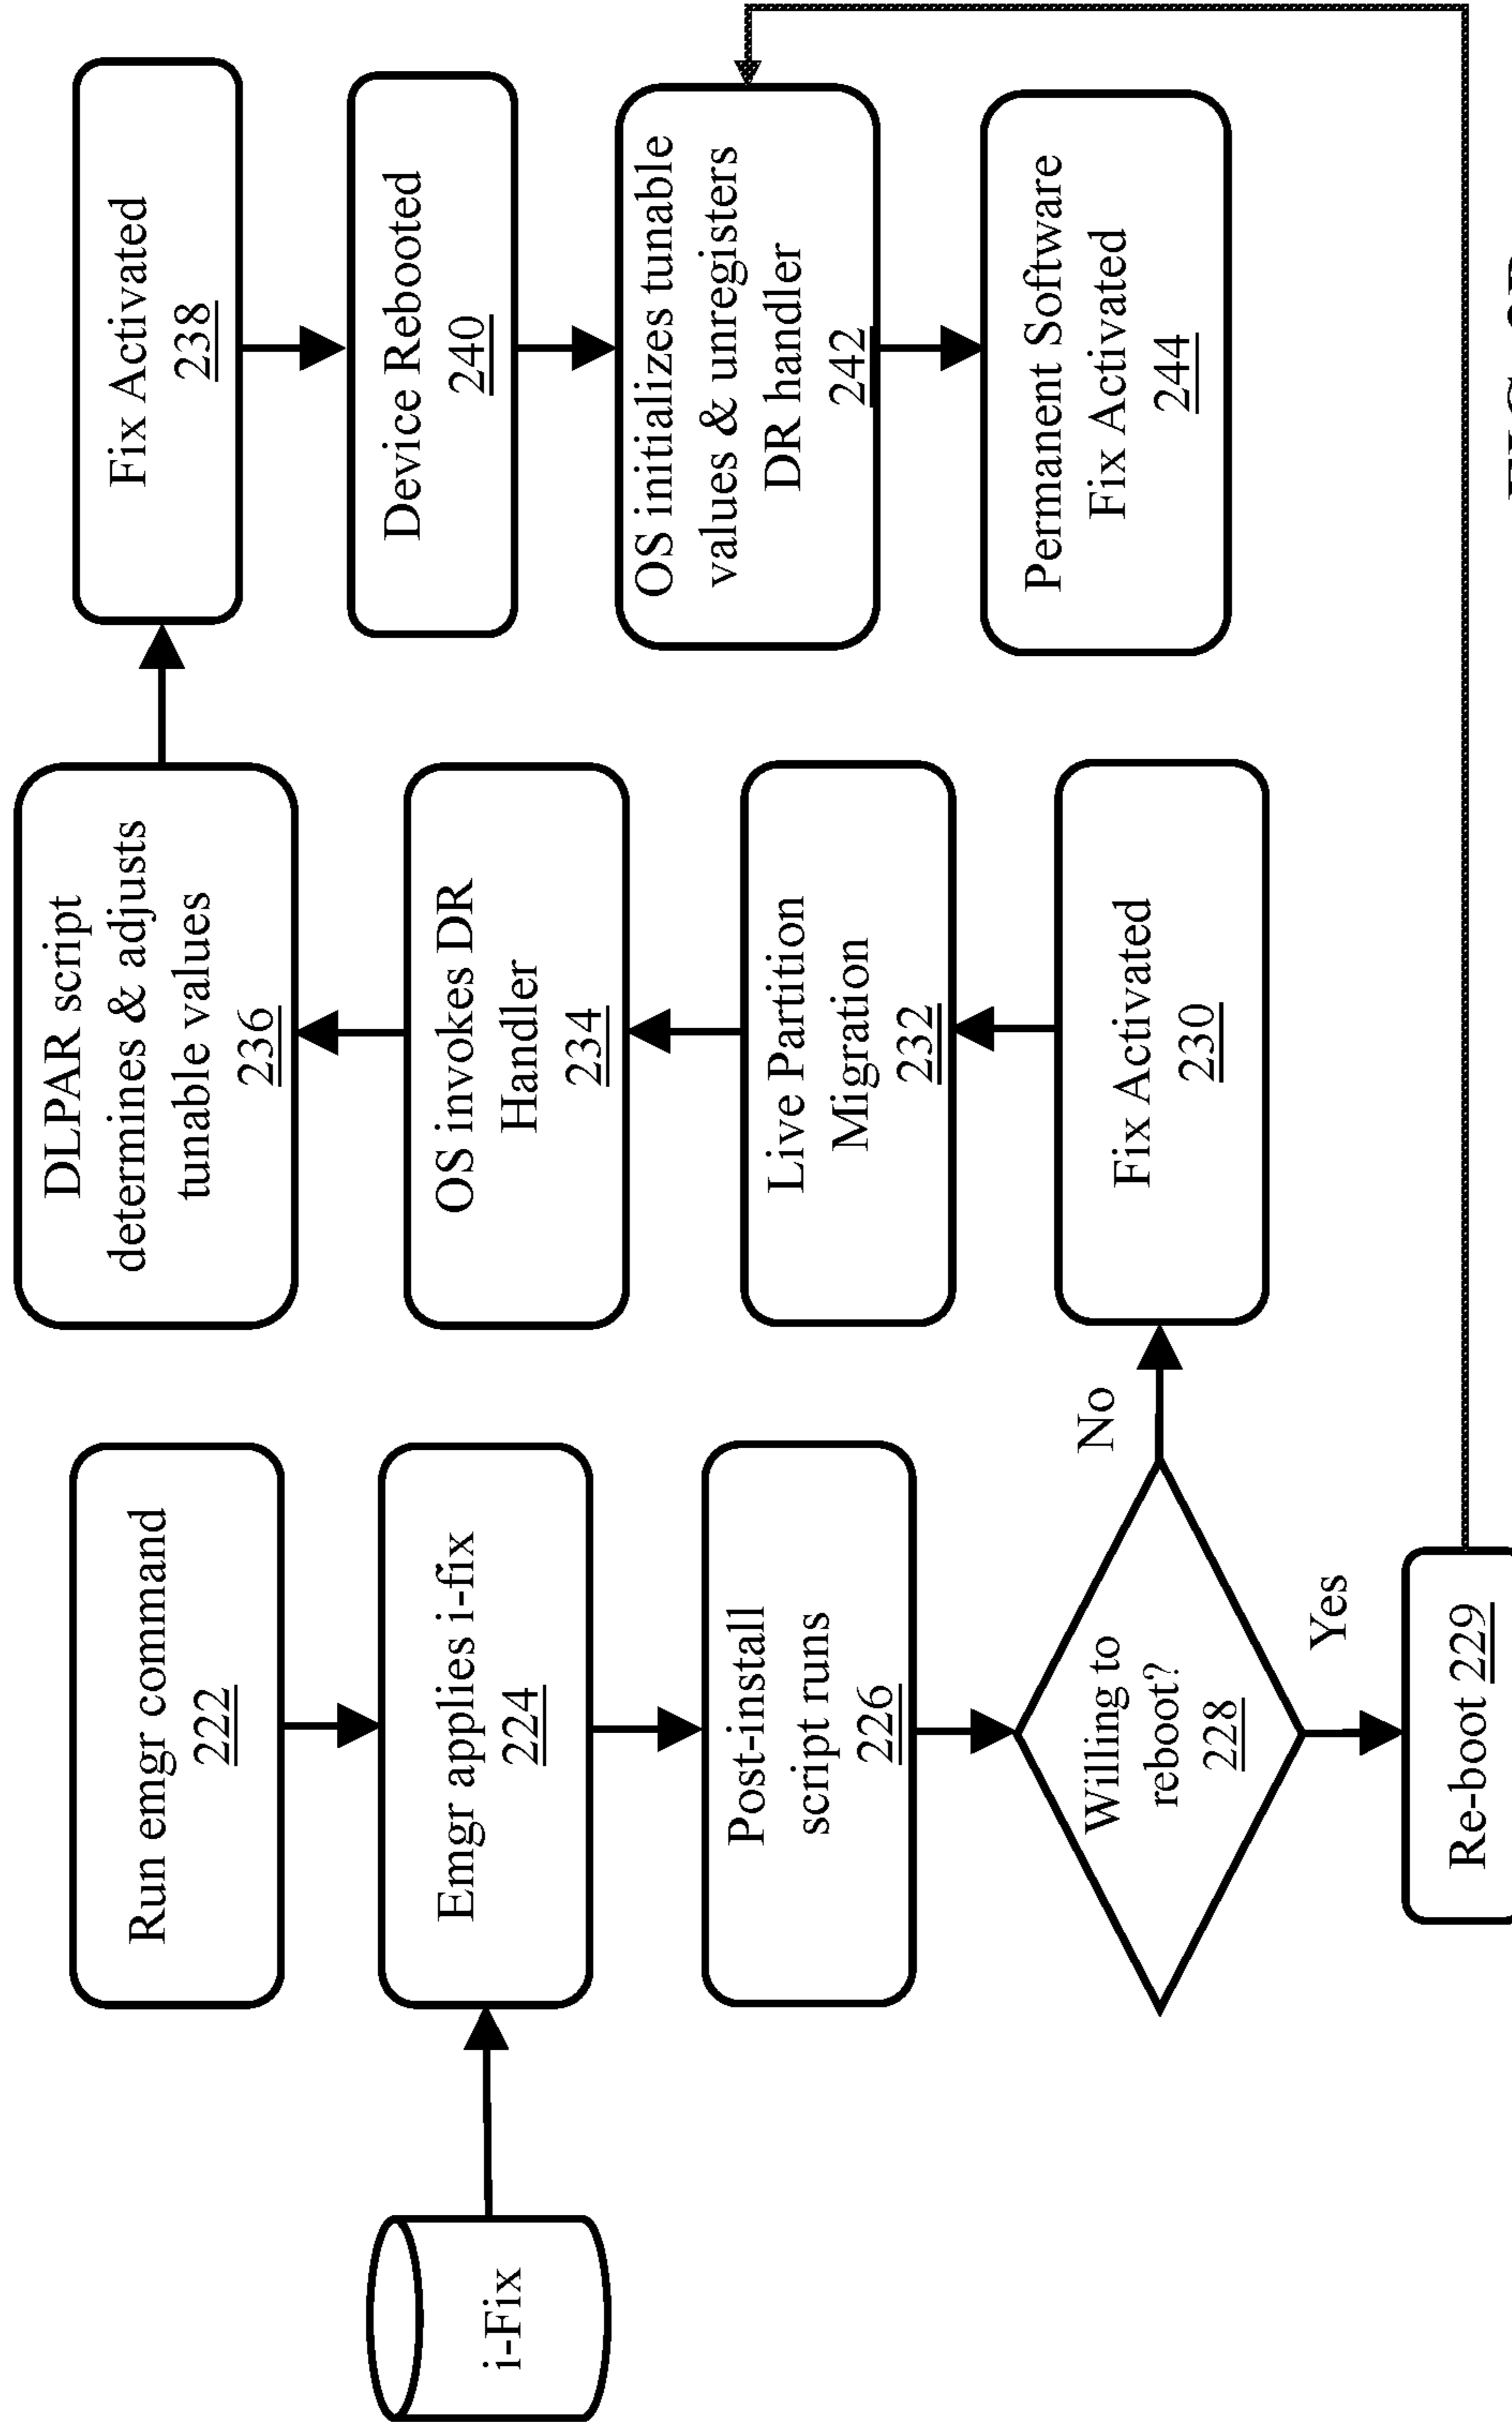 i-Fix
Run emgr command
222
Emgr applies i-fix
224
Post-install
script runs
226
Willing to
reboot?
228
No
Yes
Re-boot 229
Fix Activated
230
Live Partition
Migration
232
OS invokes DR
Handler
234
DLPAR script
determines & adjusts
tunable values
236
Fix Activated
238
Device Rebooted
240
OS initializes tunable
values & unregisters
DR handler
242
Permanent Software
Fix Activated
244